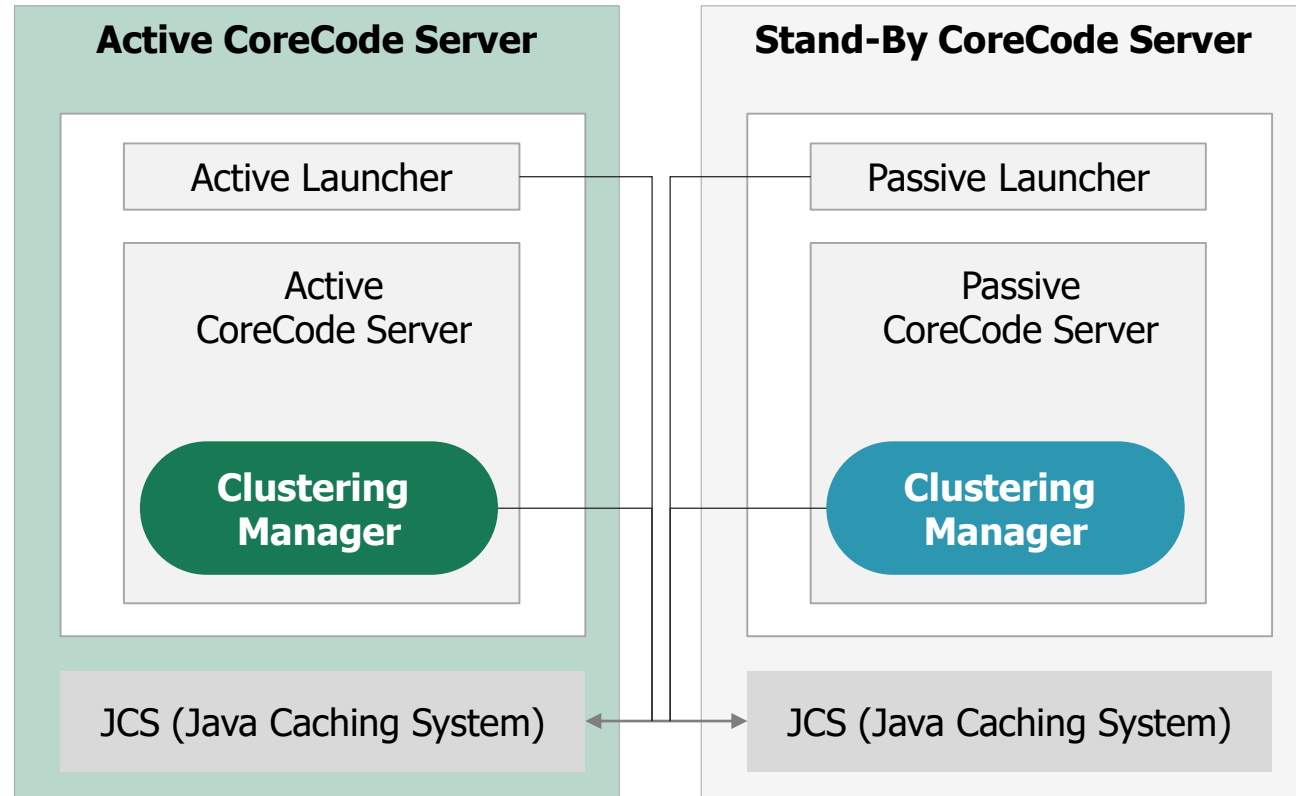 Active CoreCode Server
Active Launcher
Active
CoreCode Server
Clustering
Manager
JCS (Java Caching System)
Stand-By CoreCode Server
Passive Launcher
Passive
CoreCode Server
Clustering
Manager
JCS (Java Caching System)